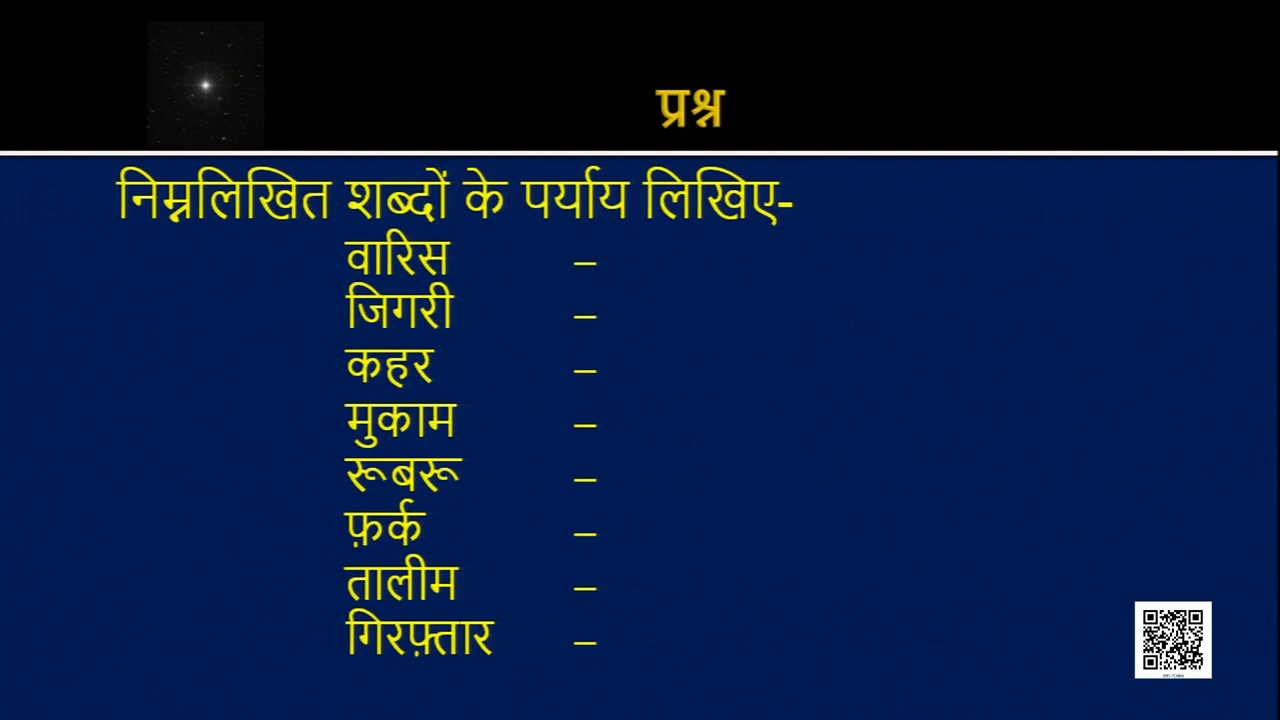 प्रश्न
निम्नलिखित शब्दों के पर्याय लिखिए-
वारिस –
जिगरी –
कहर –
मुकाम –
रूबरू –
फ़र्क –
तालीम –
गिरफ़्तार –